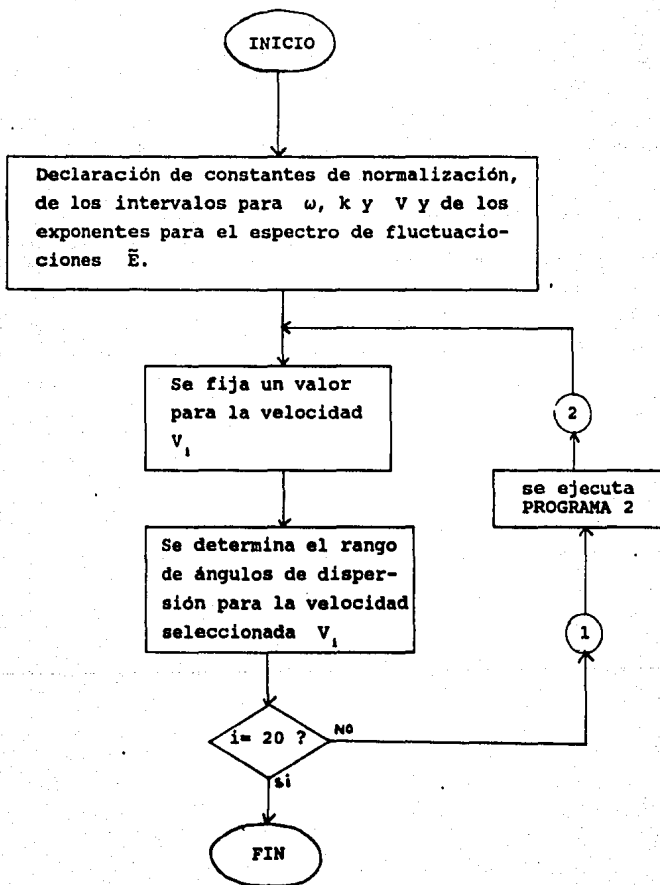 INICIO
Declaración de constantes de normalización,
de los intervalos para ω, k y V y de los
exponentes para el espectro de fluctuacio-
ciones Ẽ.
Se fija un valor
para la velocidad
V_i
2
se ejecuta
PROGRAMA 2
Se determina el rango
de ángulos de disper-
sión para la velocidad
seleccionada V_i
1
i= 20 ?
NO
si
FIN